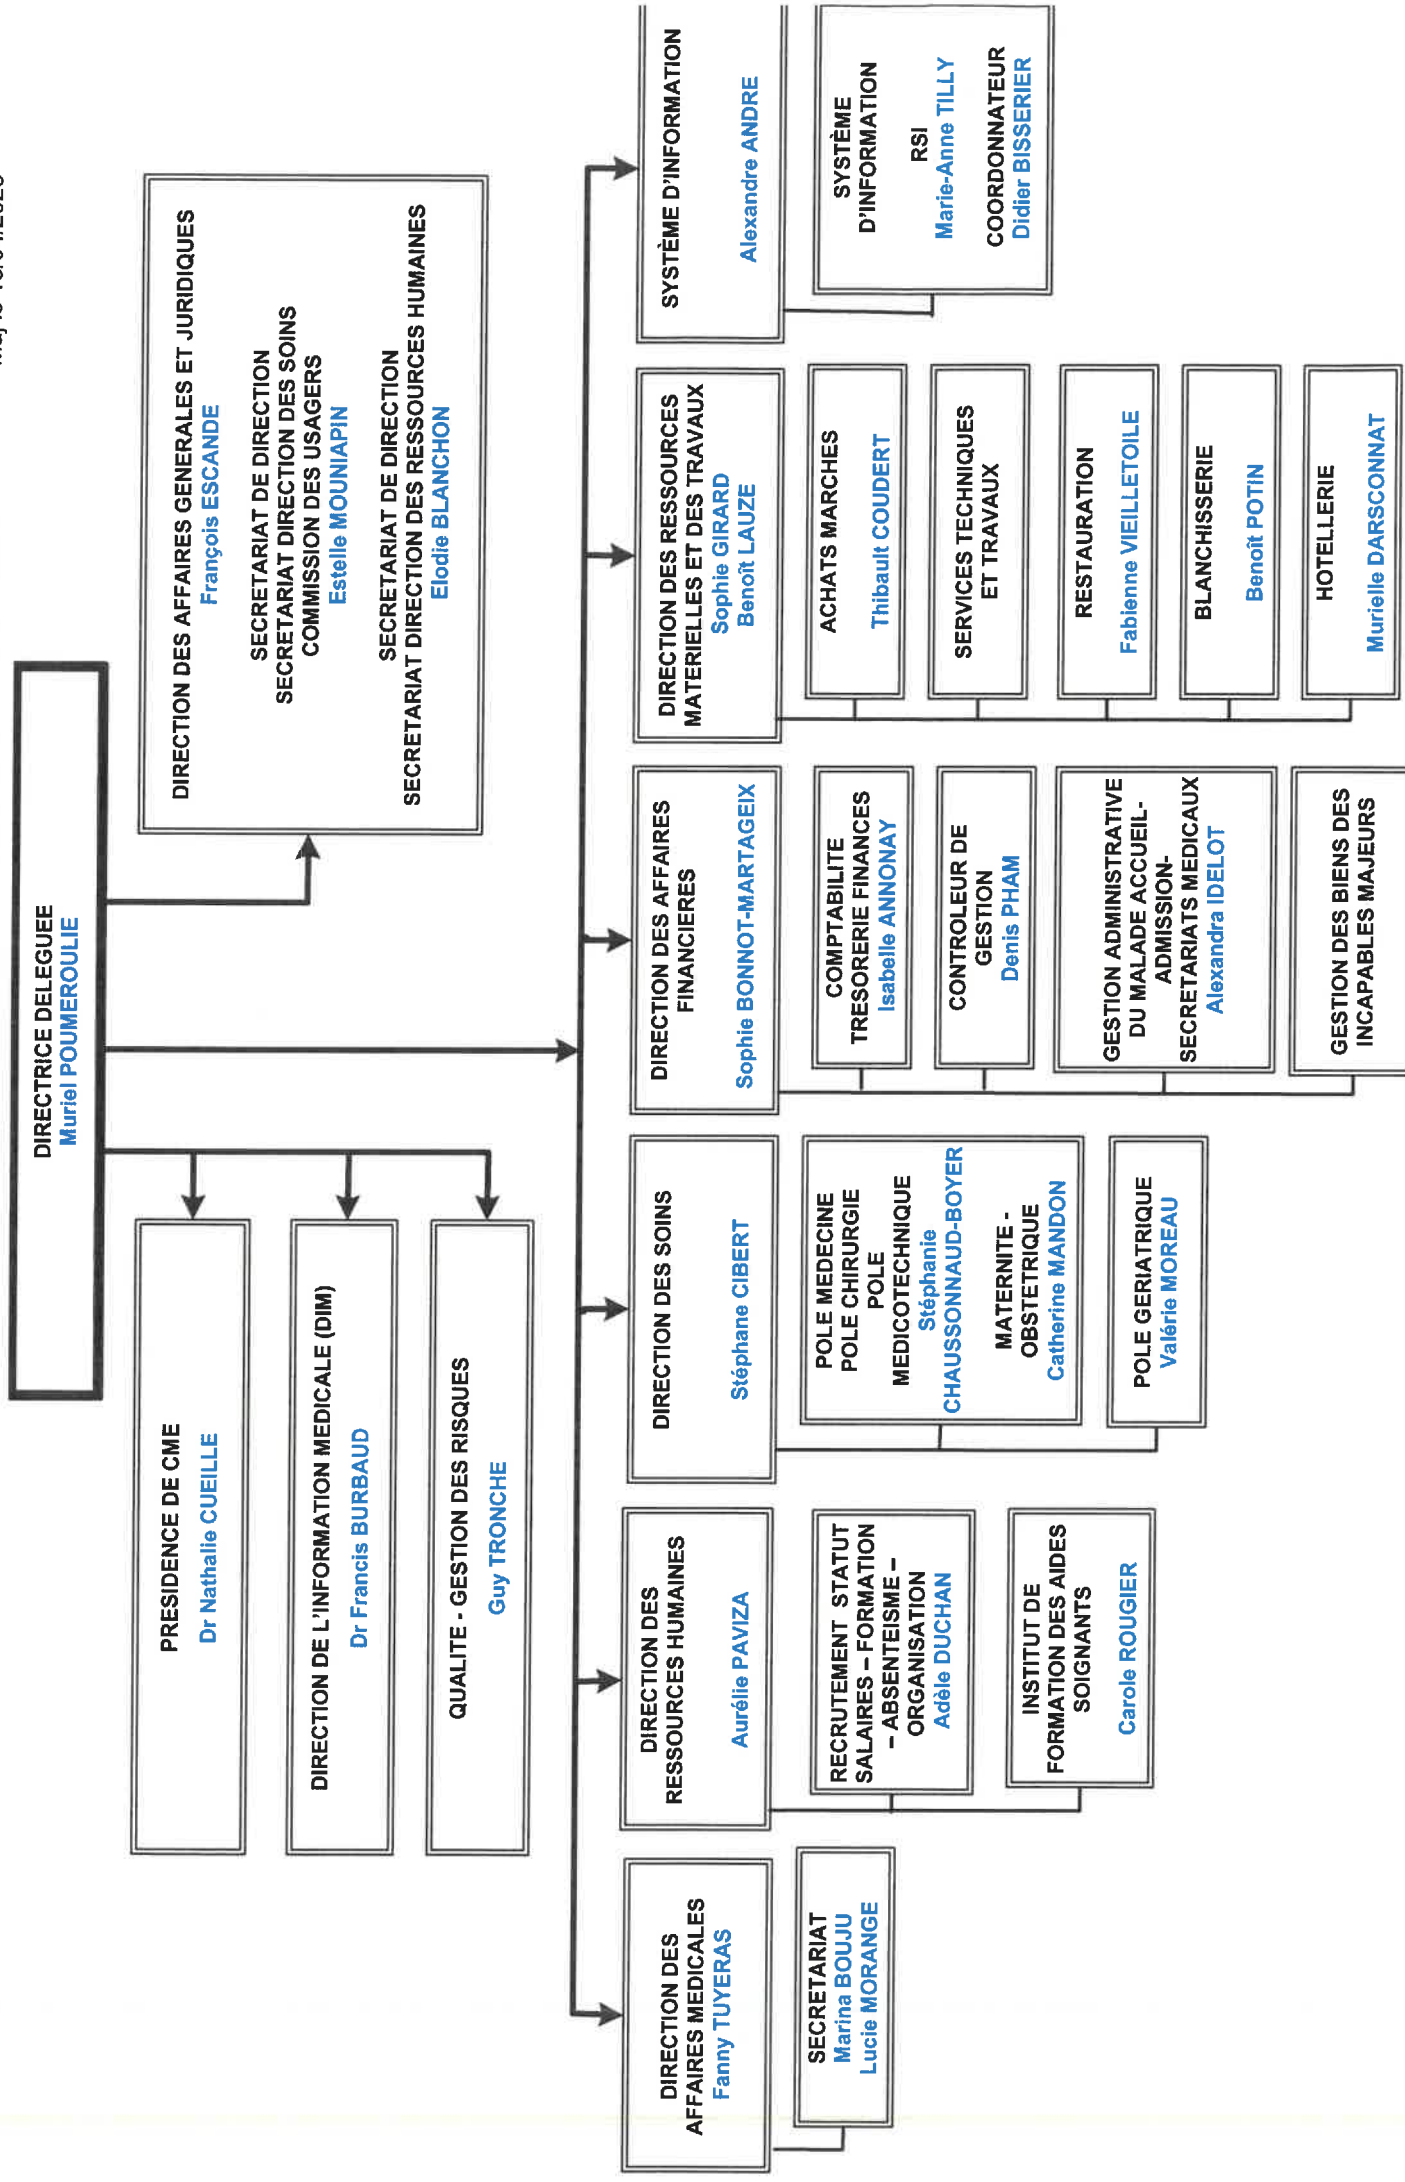 DIRECTRICE DELEGUEE
Muriel POUMEROULIE
PRESIDENCE DE CME
Dr Nathalie CUEILLE
DIRECTION DE L'INFORMATION MEDICALE (DIM)
Dr Francis BURBAUD
QUALITE - GESTION DES RISQUES
Guy TRONCHE
DIRECTION DES AFFAIRES GENERALES ET JURIDIQUES
François ESCANDE
SECRETARIAT DE DIRECTION
SECRETARIAT DIRECTION DES SOINS
COMMISSION DES USAGERS
Estelle MOUNIAPIN
SECRETARIAT DE DIRECTION
SECRETARIAT DIRECTION DES RESSOURCES HUMAINES
Elodie BLANCHON
DIRECTION DES
AFFAIRES MEDICALES
Fanny TUYERAS
SECRETARIAT
Marina BOUJU
Lucie MORANGE
DIRECTION DES
RESSOURCES HUMAINES
Aurélie PAVIZA
RECRUTEMENT STATUT
SALAIRES – FORMATION
– ABSENTEISME –
ORGANISATION
Adèle DUCHAN
INSTITUT DE
FORMATION DES AIDES
SOIGNANTS
Carole ROUGIER
DIRECTION DES SOINS
Stéphane CIBERT
POLE MEDECINE
POLE CHIRURGIE
POLE
MEDICOTECHNIQUE
Stéphanie
CHAUSSONNAUD-BOYER
MATERNITE -
OBSTETRIQUE
Catherine MANDON
POLE GERIATRIQUE
Valérie MOREAU
DIRECTION DES AFFAIRES
FINANCIERES
Sophie BONNOT-MARTAGEIX
COMPTABILITE
TRESORERIE FINANCES
Isabelle ANNONAY
CONTROLEUR DE
GESTION
Denis PHAM
GESTION ADMINISTRATIVE
DU MALADE ACCUEIL-
ADMISSION-
SECRETARIATS MEDICAUX
Alexandra IDELOT
GESTION DES BIENS DES
INCAPABLES MAJEURS
DIRECTION DES RESSOURCES
MATERIELLES ET DES TRAVAUX
Sophie GIRARD
Benoît LAUZE
ACHATS MARCHES
Thibault COUDERT
SERVICES TECHNIQUES
ET TRAVAUX
RESTAURATION
Fabienne VIEILLETOILE
BLANCHISSERIE
Benoît POTIN
HOTELLERIE
Murielle DARSCONNAT
SYSTÈME D'INFORMATION
Alexandre ANDRE
SYSTÈME
D'INFORMATION
RSI
Marie-Anne TILLY
COORDONNATEUR
Didier BISSERIER